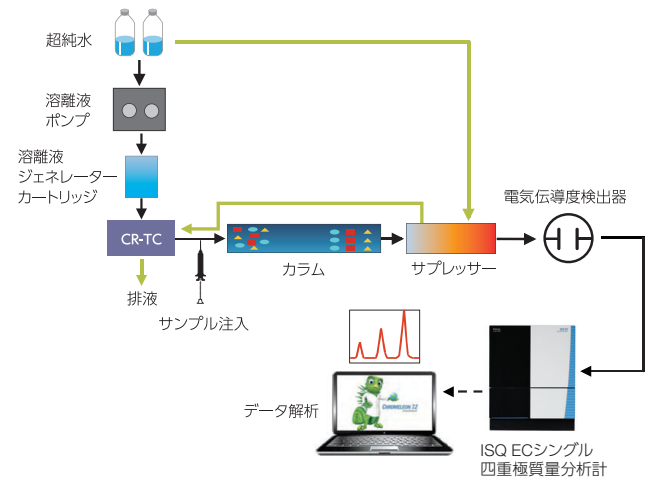 超純水
溶離液
ポンプ
溶離液
ジェネレーター
カートリッジ
CR-TC
排液
サンプル注入
カラム
サプレッサー
電気伝導度検出器
データ解析
CHROMELEON 7.2
ISQ ECシングル
四重極質量分析計